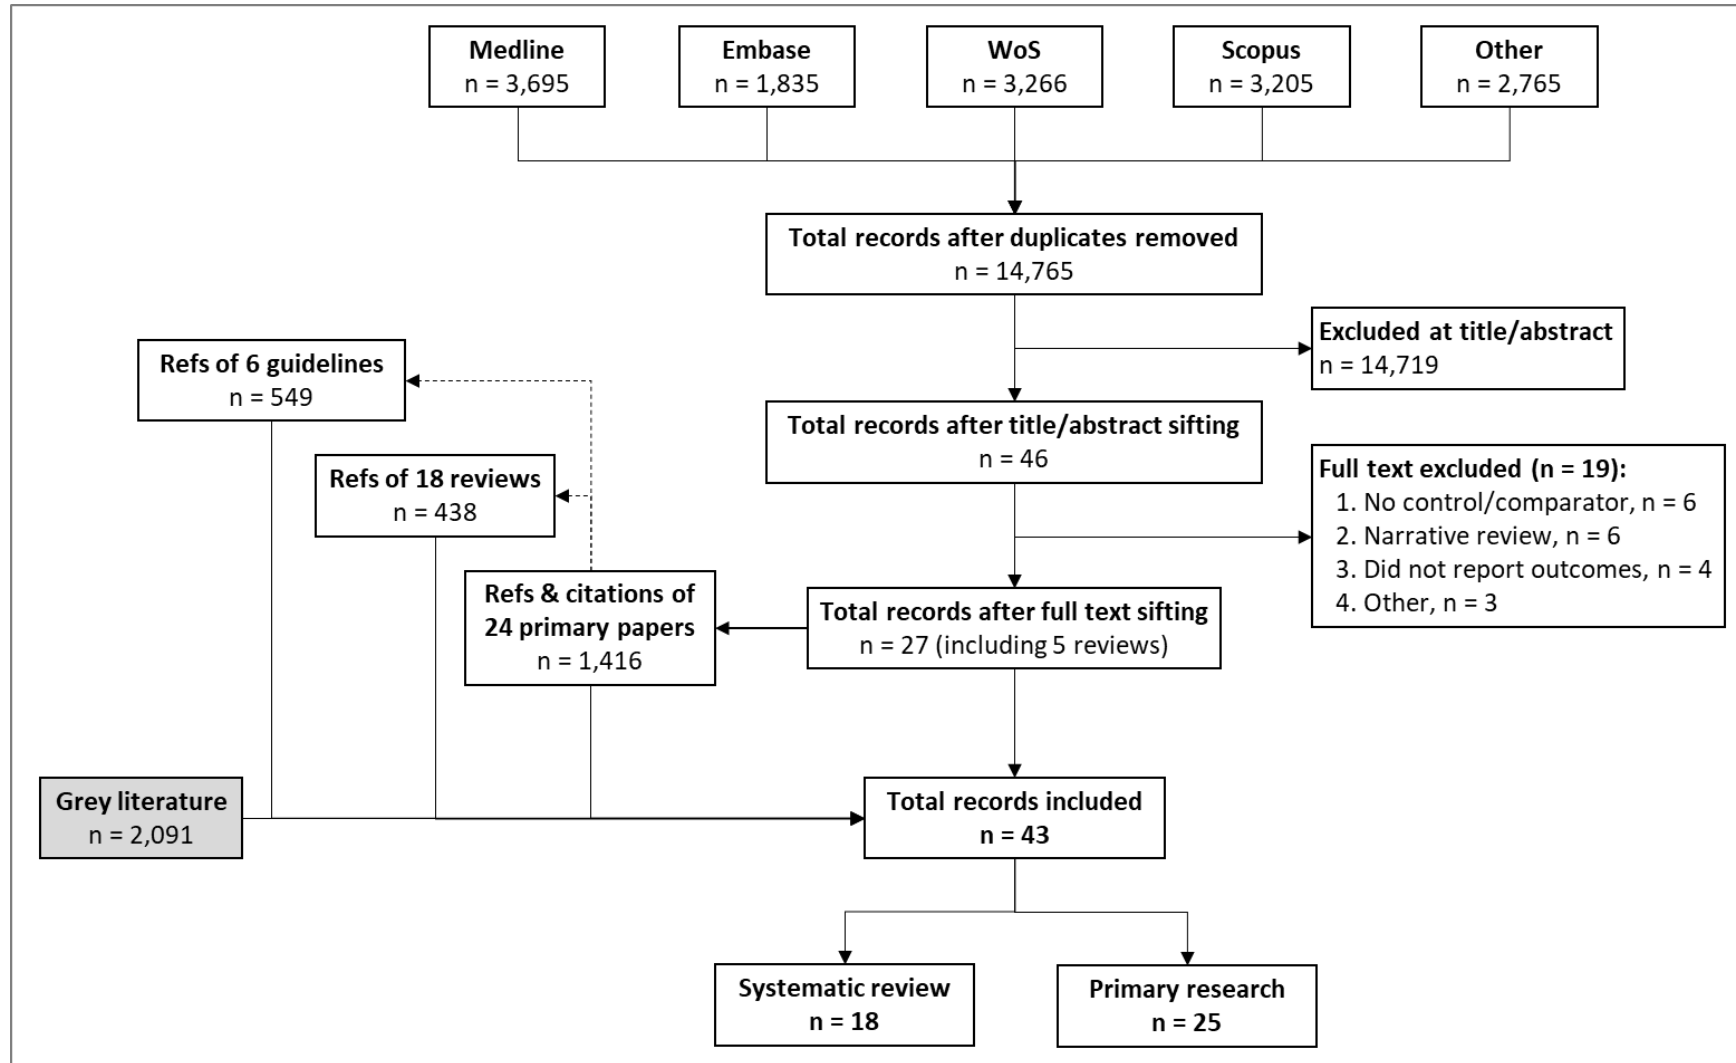 Medline
n = 3,695
Embase
n = 1,835
WoS
n = 3,266
Scopus
n = 3,205
Other
n = 2,765
Total records after duplicates removed
n = 14,765
Excluded at title/abstract
n = 14,719
Refs of 6 guidelines
n = 549
Total records after title/abstract sifting
n = 46
Full text excluded (n = 19):
1. No control/comparator, n = 6
2. Narrative review, n = 6
3. Did not report outcomes, n = 4
4. Other, n = 3
Refs of 18 reviews
n = 438
Refs & citations of
24 primary papers
n = 1,416
Total records after full text sifting
n = 27 (including 5 reviews)
Grey literature
n = 2,091
Total records included
n = 43
Systematic review
n = 18
Primary research
n = 25